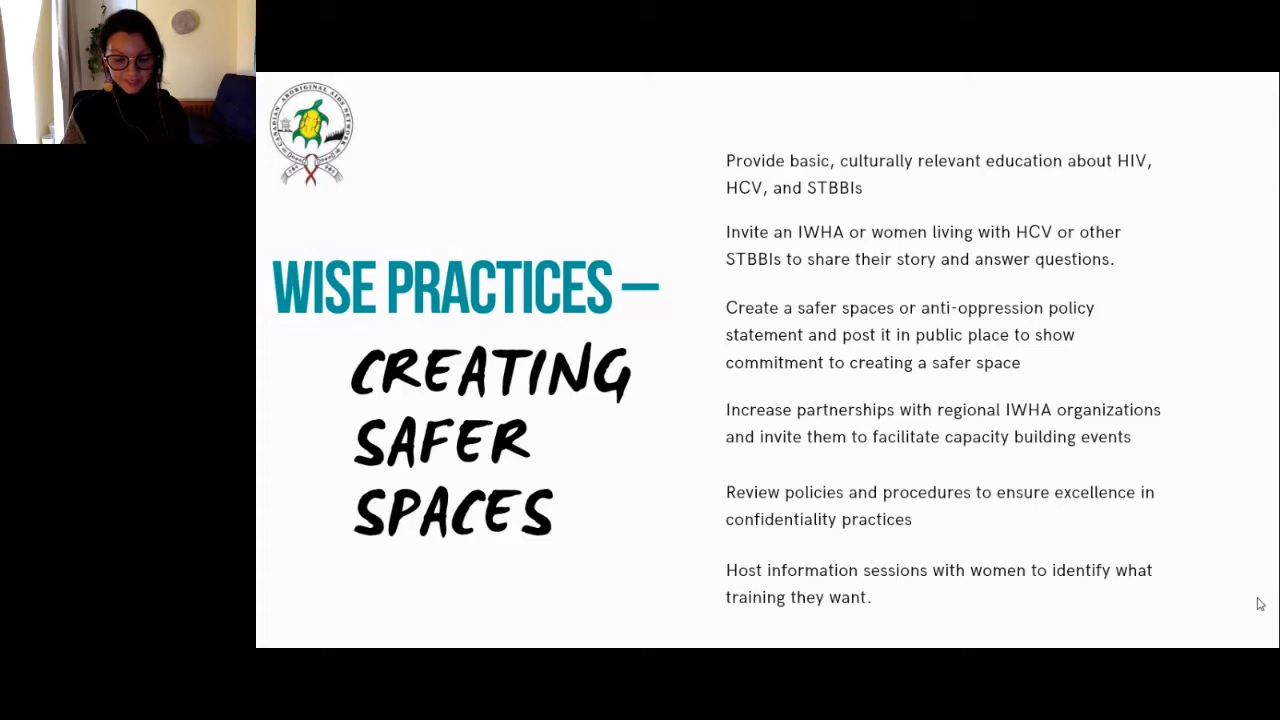 CANADIAN ABORIGINAL AIDS NETWORK
WISE PRACTICES –
CREATING
SAFER
SPACES
Provide basic, culturally relevant education about HIV,
HCV, and STBBIs
Invite an IWHA or women living with HCV or other
STBBIs to share their story and answer questions.
Create a safer spaces or anti-oppression policy
statement and post it in public place to show
commitment to creating a safer space
Increase partnerships with regional IWHA organizations
and invite them to facilitate capacity building events
Review policies and procedures to ensure excellence in
confidentiality practices
Host information sessions with women to identify what
training they want.